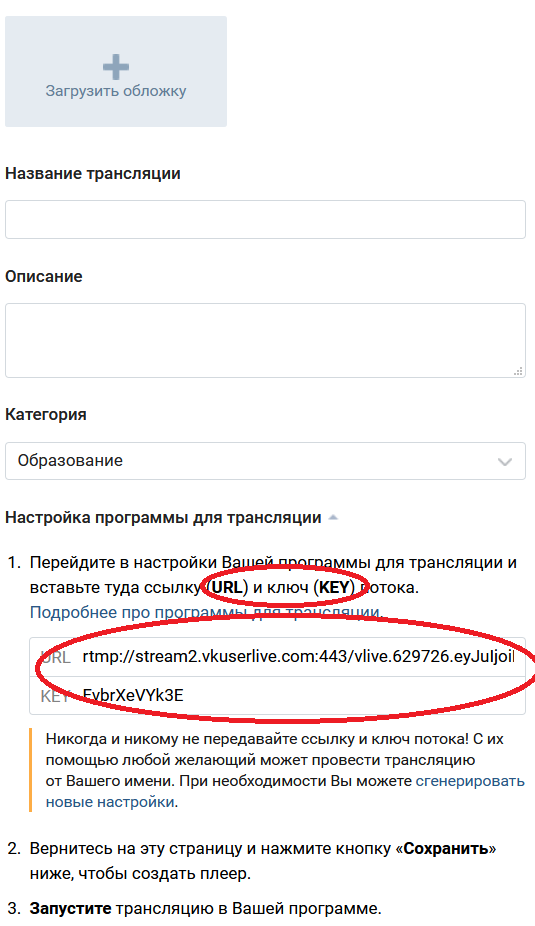 Загрузить обложку
Название трансляции
Описание
Категория
Образование
Настройка программы для трансляции
1. Перейдите в настройки Вашей программы для трансляции и
вставьте туда ссылку (URL) и ключ (KEY) потока.
Подробнее про программы для трансляции.
URL rtmp://stream2.vkuserlive.com:443/vlive.629726.eyJuIjoil
KEY EybrXeVYk3E
Никогда и никому не передавайте ссылку и ключ потока! С их
помощью любой желающий может провести трансляцию
от Вашего имени. При необходимости Вы можете сгенерировать
новые настройки.
2. Вернитесь на эту страницу и нажмите кнопку «Сохранить»
ниже, чтобы создать плеер.
3. Запустите трансляцию в Вашей программе.